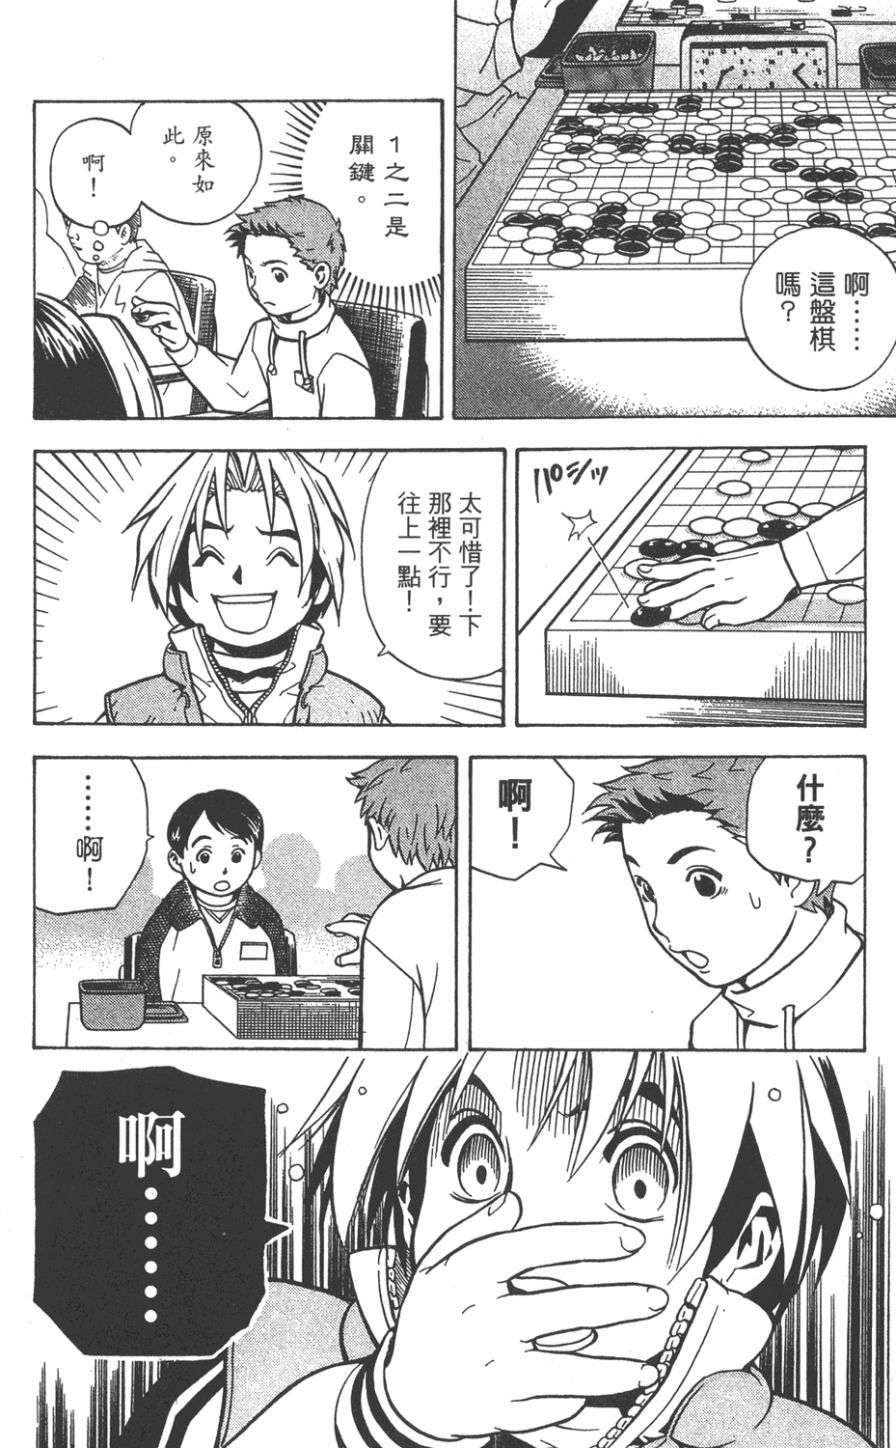 啊……
這盤棋
嗎？
1之二是
關鍵。
原來如
此。
啊！
パシッ
太可惜了！下
那裡不行，要
往上一點！
什麼？
啊！
……啊！
啊……